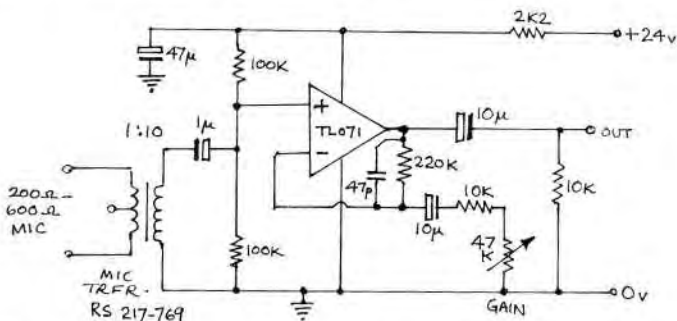 2K2
+24v
47μ
100K
10μ
1:10
1μ
+
TL071
OUT
-
220K
200Ω-
600Ω
MIC
47p
10K
10K
10μ
47
K
100K
MIC
TRFR.
RS 217-769
GAIN
0v